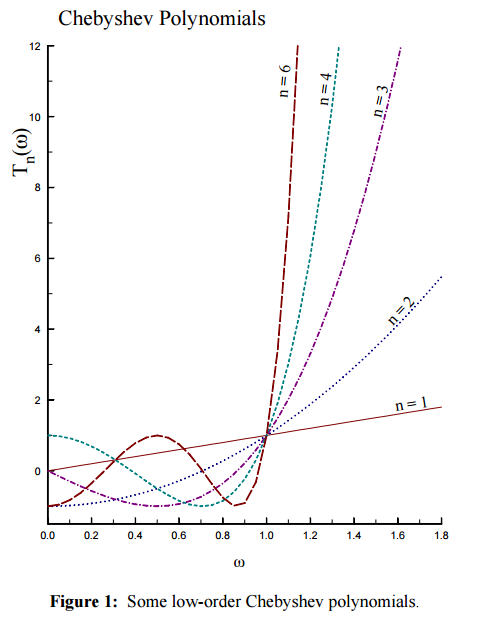 Chebyshev Polynomials
12
10
8
6
4
2
0
Tn(ω)
n = 6
n = 4
n = 3
n = 2
n = 1
0.0 0.2 0.4 0.6 0.8 1.0 1.2 1.4 1.6 1.8
ω
Figure 1: Some low-order Chebyshev polynomials.